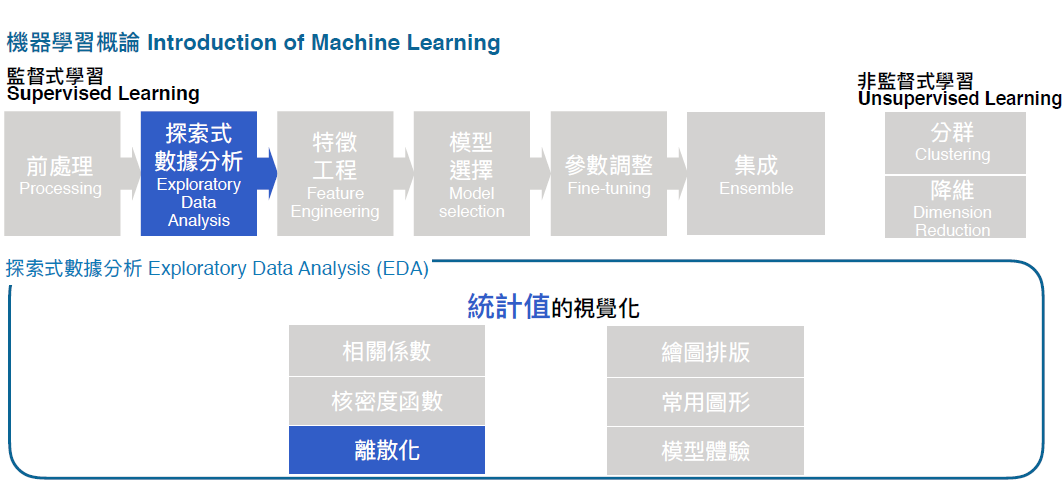 機器學習概論 Introduction of Machine Learning
監督式學習
Supervised Learning
非監督式學習
Unsupervised Learning
前處理
Processing
探索式
數據分析
Exploratory
Data
Analysis
特徵
工程
Feature
Engineering
模型
選擇
Model
selection
參數調整
Fine-tuning
集成
Ensemble
分群
Clustering
降維
Dimension
Reduction
探索式數據分析 Exploratory Data Analysis (EDA)
統計值的視覺化
相關係數
核密度函數
離散化
繪圖排版
常用圖形
模型體驗